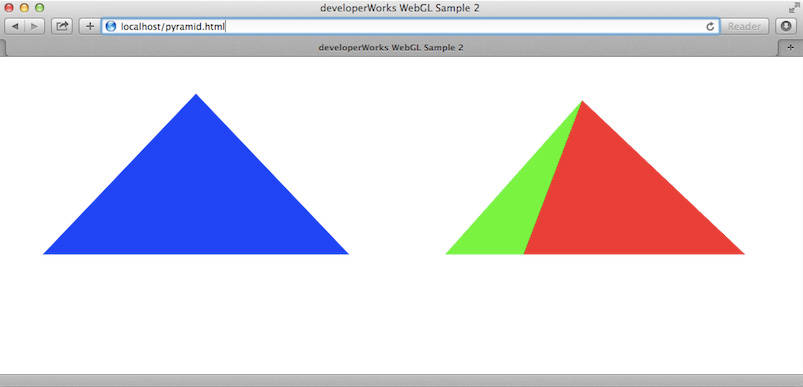 developerWorks WebGL Sample 2
localhost/pyramid.html
Reader
developerWorks WebGL Sample 2